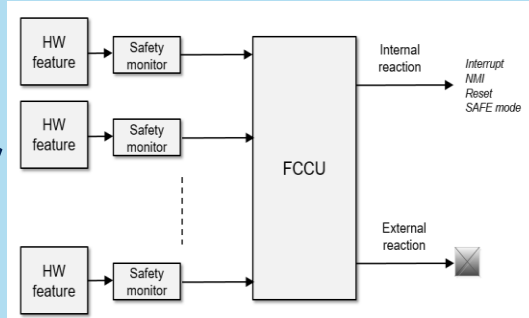 HW
feature
Safety
monitor
HW
feature
Safety
monitor
HW
feature
Safety
monitor
FCCU
Internal
reaction
Interrupt
NMI
Reset
SAFE mode
External
reaction